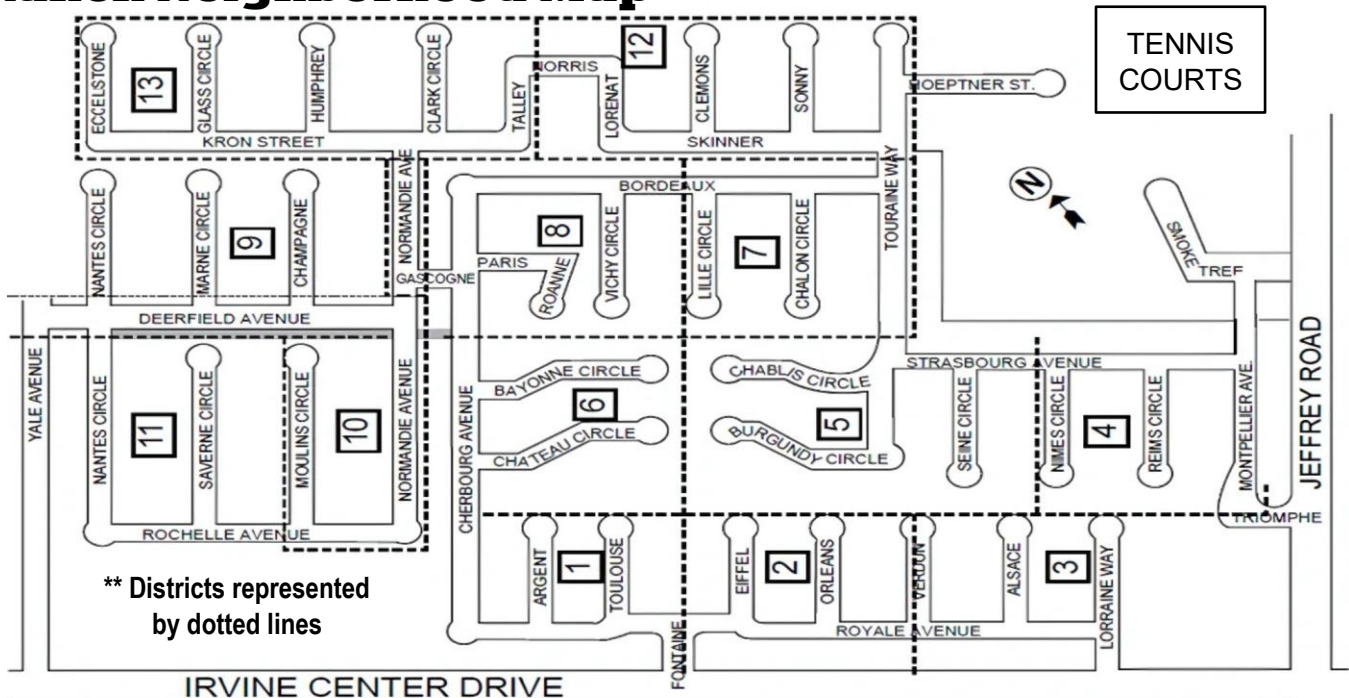 Neighborhood Map
12
TENNIS
COURTS
13
ECCELSTONE
GLASS CIRCLE
HUMPHREY
CLARK CIRCLE
TALLEY
NORRIS
LORENAT
CLEMONS
SONNY
HOEPTNER ST.
KRON STREET
SKINNER
NORMANDIE AVE
BORDEAUX
TOURAINE WAY
N
NANTES CIRCLE
MARNE CIRCLE
9
CHAMPAGNE
8
VICHY CIRCLE
LILLE CIRCLE
7
CHALON CIRCLE
SMOKE
TREF
GASCOGNE
PARIS
ROANNE
DEERFIELD AVENUE
YALE AVENUE
NANTES CIRCLE
11
SAVERNE CIRCLE
MOULINS CIRCLE
10
NORMANDIE AVENUE
CHERBOURG AVENUE
BAYONNE CIRCLE
6
CHATEAU CIRCLE
CHABLIS CIRCLE
5
BURGUNDY CIRCLE
STRASBOURG AVENUE
SEINE CIRCLE
NIMES CIRCLE
4
REIMS CIRCLE
MONTPELLIER AVE.
JEFFREY ROAD
TRIOMPHE
ROCHELLE AVENUE
ARGENT
1
TOULOUSE
EIFFEL
2
ORLEANS
VERDUN
ALSACE
3
LORRAINE WAY
** Districts represented
by dotted lines
FONTAINE
ROYALE AVENUE
IRVINE CENTER DRIVE